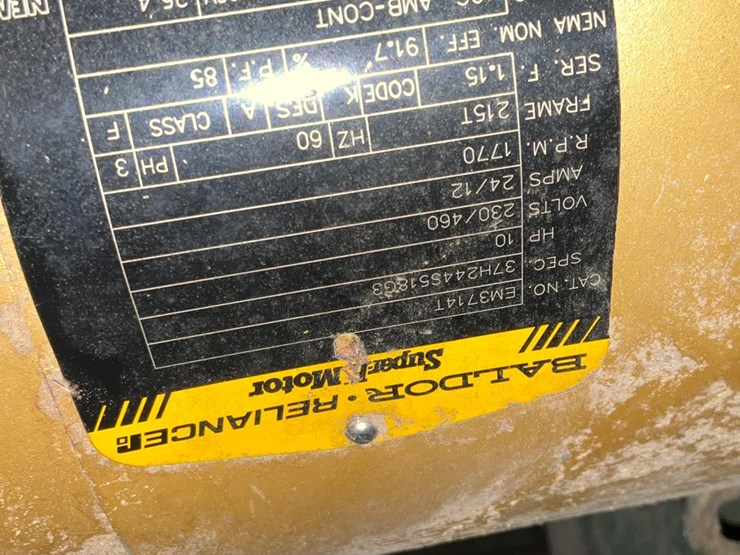 BALDOR • RELIANCE
Super-E Motor
CAT. NO. EM3714T
SPEC. 37H244S518G3
HP 10
VOLTS 230/460
AMPS 24/12
R.P.M. 1770
FRAME 215T HZ 60 PH 3
SER. F. 1.15 CODE K DES A CLASS F
NEMA NOM. EFF. 91.7 % P.F. 85
AMB-CONT